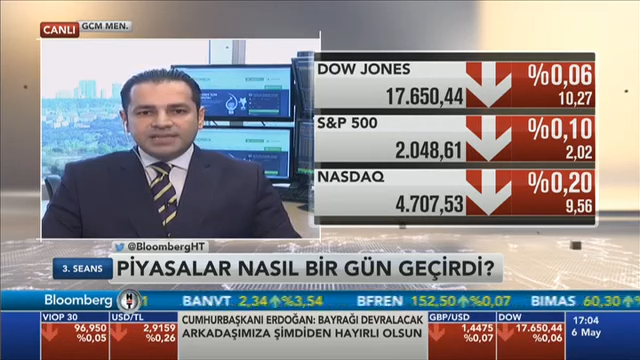 CANLI
GCM MEN.
DOW JONES
%0,06
17.650,44
10,27
S&P 500
%0,10
2.048,61
2,02
NASDAQ
%0,20
4.707,53
9,56
@BloombergHT
3. SEANS
PİYASALAR NASIL BİR GÜN GEÇİRDİ?
Bloomberg HT 1 BANVT 2,34 %3,54 BFREN 152,50 %0,07 BIMAS 60,30
VIOP 30 USD/TL CUMHURBAŞKANI ERDOĞAN: BAYRAĞI DEVRALACAK GBP/USD DOW 17:04
96,950 2,9159 ARKADAŞIMIZA ŞİMDİDEN HAYIRLI OLSUN 1,4475 17.650,44 6 May
%0,05 %0,26 %0,07 %0,06